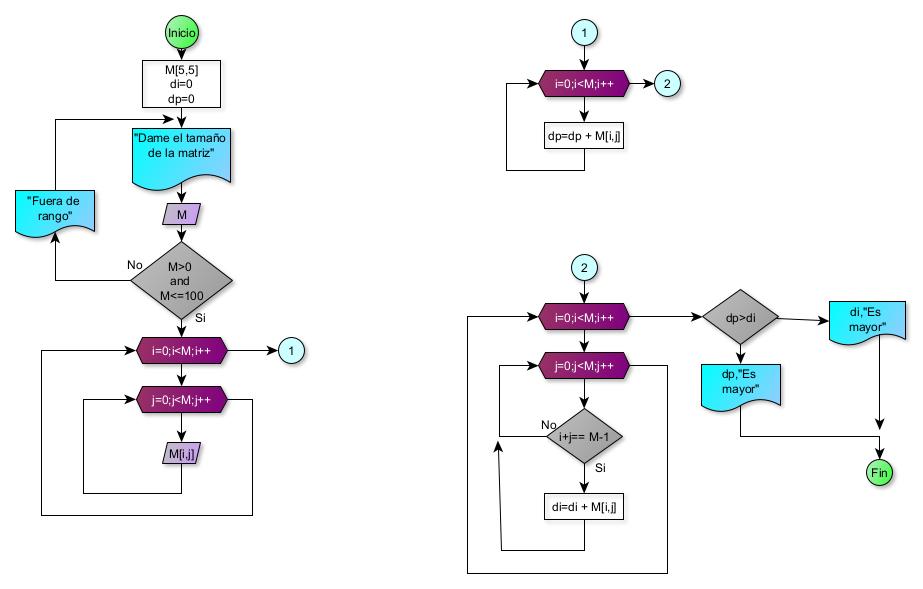 Inicio
M[5,5]
di=0
dp=0
"Dame el tamaño
de la matriz"
"Fuera de
rango"
M
No
M>0
and
M<=100
Si
i=0;i<M;i++
1
j=0;j<M;j++
M[i,j]
1
i=0;i<M;i++
2
dp=dp + M[i,j]
2
i=0;i<M;i++
dp>di
di,"Es
mayor"
j=0;j<M;j++
dp,"Es
mayor"
No
i+j== M-1
Si
Fin
di=di + M[i,j]